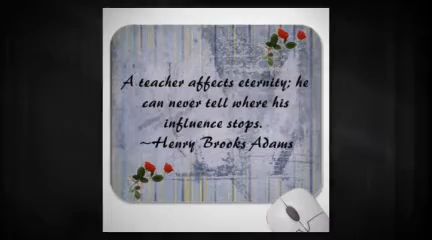 A teacher affects eternity; he
can never tell where his
influence stops.
~Henry Brooks Adams